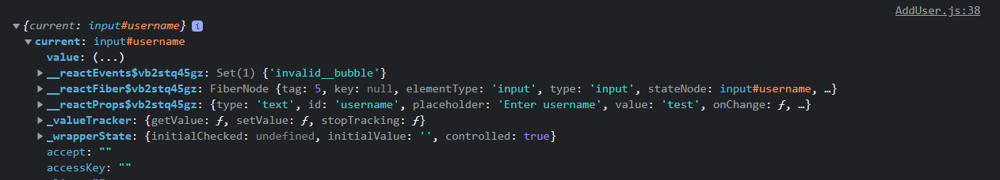 AddUser.js:38
▼{current: input#username} i
▼current: input#username
value: (...)
▶__reactEvents$vb2stq45gz: Set(1) {'invalid__bubble'}
▶__reactFiber$vb2stq45gz: FiberNode {tag: 5, key: null, elementType: 'input', type: 'input', stateNode: input#username, …}
▶__reactProps$vb2stq45gz: {type: 'text', id: 'username', placeholder: 'Enter username', value: 'test', onChange: ƒ, …}
▶_valueTracker: {getValue: ƒ, setValue: ƒ, stopTracking: ƒ}
▶_wrapperState: {initialChecked: undefined, initialValue: '', controlled: true}
accept: ""
accessKey: ""